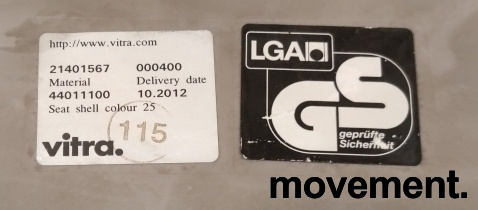 http://www.vitra.com
21401567 000400
Material Delivery date
44011100 10.2012
Seat shell colour 25
115
vitra.
LGA
GS
geprüfte
Sicherheit
movement.